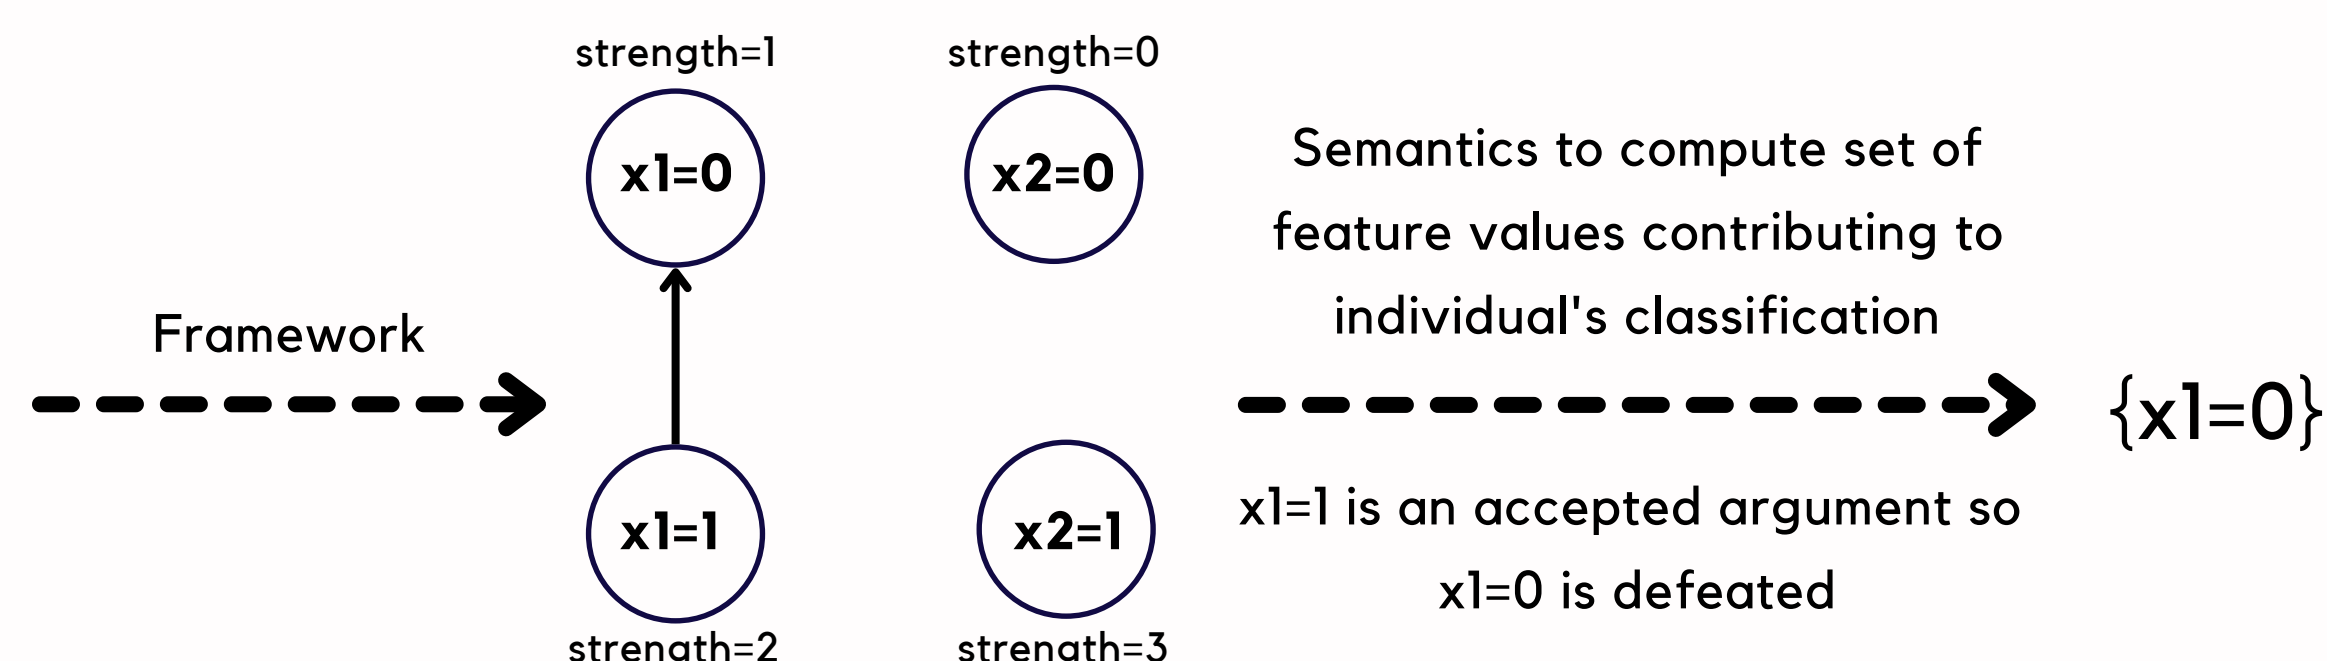 strength=1
strength=0
x1=0
x2=0
Semantics to compute set of
feature values contributing to
individual's classification
Framework
{x1=0}
x1=1
x2=1
x1=1 is an accepted argument so
x1=0 is defeated
strength=2
strength=3